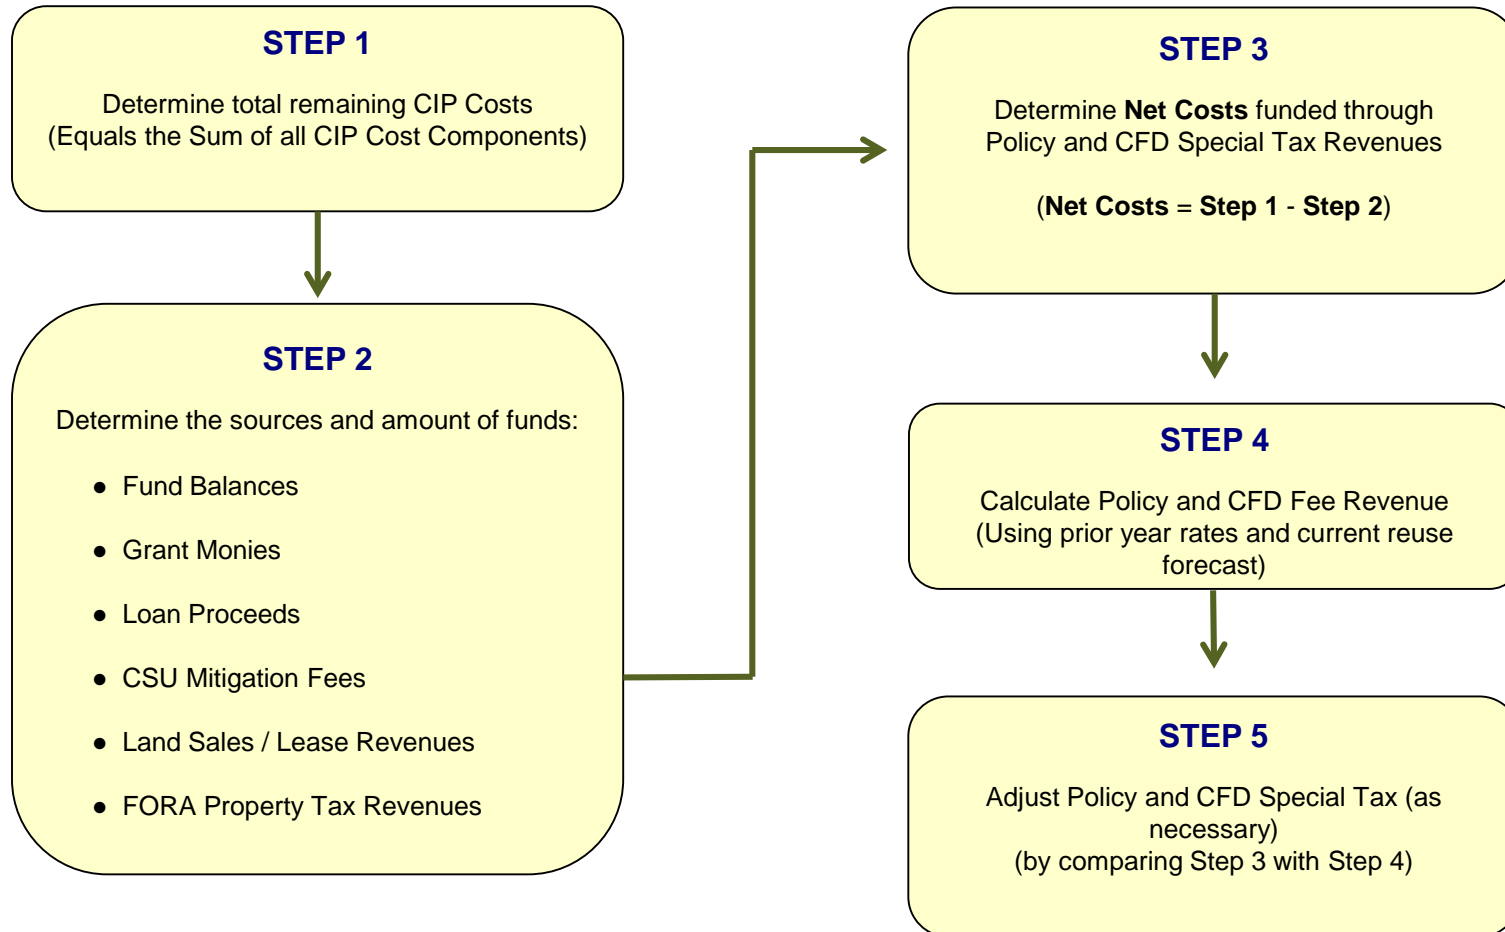 STEP 1
Determine total remaining CIP Costs
(Equals the Sum of all CIP Cost Components)
STEP 2
Determine the sources and amount of funds:
● Fund Balances
● Grant Monies
● Loan Proceeds
● CSU Mitigation Fees
● Land Sales / Lease Revenues
● FORA Property Tax Revenues
STEP 3
Determine Net Costs funded through
Policy and CFD Special Tax Revenues
(Net Costs = Step 1 - Step 2)
STEP 4
Calculate Policy and CFD Fee Revenue
(Using prior year rates and current reuse
forecast)
STEP 5
Adjust Policy and CFD Special Tax (as
necessary)
(by comparing Step 3 with Step 4)